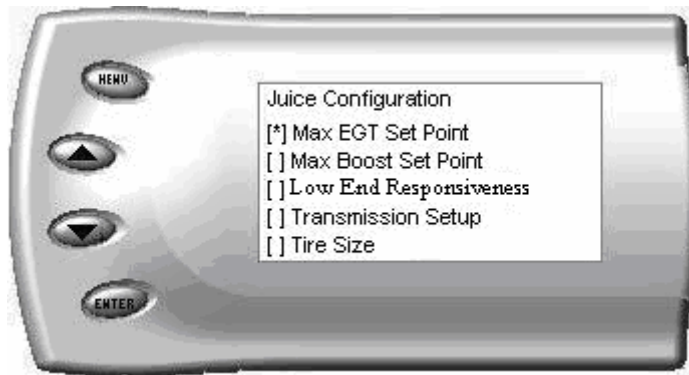 MENU
Juice Configuration
[*] Max EGT Set Point
[ ] Max Boost Set Point
[ ] Low End Responsiveness
[ ] Transmission Setup
[ ] Tire Size
ENTER